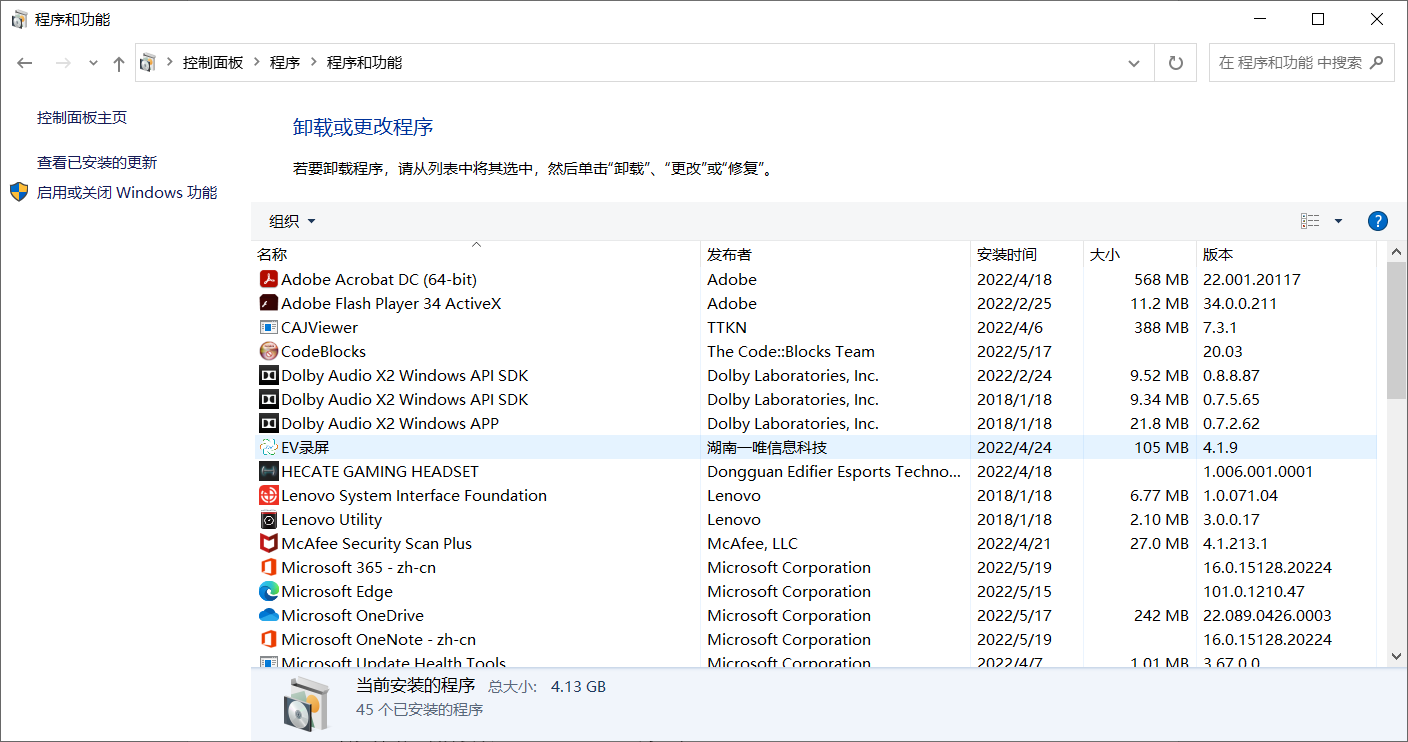 程序和功能
控制面板 程序 程序和功能
在 程序和功能 中搜索
控制面板主页
查看已安装的更新
启用或关闭 Windows 功能
卸载或更改程序
若要卸载程序，请从列表中将其选中，然后单击“卸载”、“更改”或“修复”。
组织
?
名称 发布者 安装时间 大小 版本
Adobe Acrobat DC (64-bit) Adobe 2022/4/18 568 MB 22.001.20117
Adobe Flash Player 34 ActiveX Adobe 2022/2/25 11.2 MB 34.0.0.211
CAJViewer TTKN 2022/4/6 388 MB 7.3.1
CodeBlocks The Code::Blocks Team 2022/5/17 20.03
Dolby Audio X2 Windows API SDK Dolby Laboratories, Inc. 2022/2/24 9.52 MB 0.8.8.87
Dolby Audio X2 Windows API SDK Dolby Laboratories, Inc. 2018/1/18 9.34 MB 0.7.5.65
Dolby Audio X2 Windows APP Dolby Laboratories, Inc. 2018/1/18 21.8 MB 0.7.2.62
EV录屏 湖南一唯信息科技 2022/4/24 105 MB 4.1.9
HECATE GAMING HEADSET Dongguan Edifier Esports Techno... 2022/4/18 1.006.001.0001
Lenovo System Interface Foundation Lenovo 2018/1/18 6.77 MB 1.0.071.04
Lenovo Utility Lenovo 2018/1/18 2.10 MB 3.0.0.17
McAfee Security Scan Plus McAfee, LLC 2022/4/21 27.0 MB 4.1.213.1
Microsoft 365 - zh-cn Microsoft Corporation 2022/5/19 16.0.15128.20224
Microsoft Edge Microsoft Corporation 2022/5/15 101.0.1210.47
Microsoft OneDrive Microsoft Corporation 2022/5/17 242 MB 22.089.0426.0003
Microsoft OneNote - zh-cn Microsoft Corporation 2022/5/19 16.0.15128.20224
Microsoft Update Health Tools Microsoft Corporation 2022/4/7 1.01 MB 3.67.0.0
当前安装的程序 总大小: 4.13 GB
45 个已安装的程序